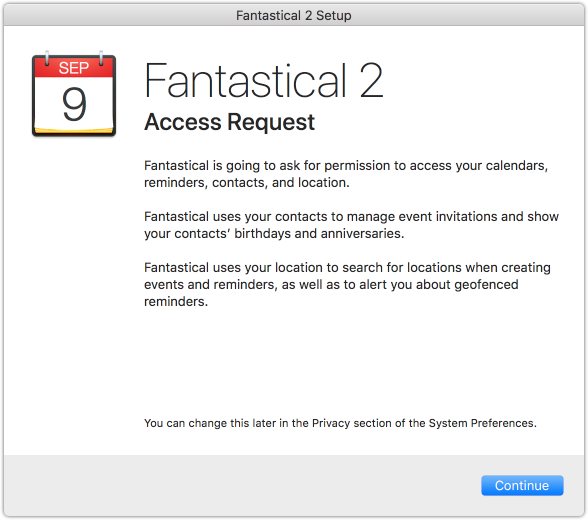 Fantastical 2 Setup
SEP
9
Fantastical 2
Access Request
Fantastical is going to ask for permission to access your calendars,
reminders, contacts, and location.
Fantastical uses your contacts to manage event invitations and show
your contacts’ birthdays and anniversaries.
Fantastical uses your location to search for locations when creating
events and reminders, as well as to alert you about geofenced
reminders.
You can change this later in the Privacy section of the System Preferences.
Continue